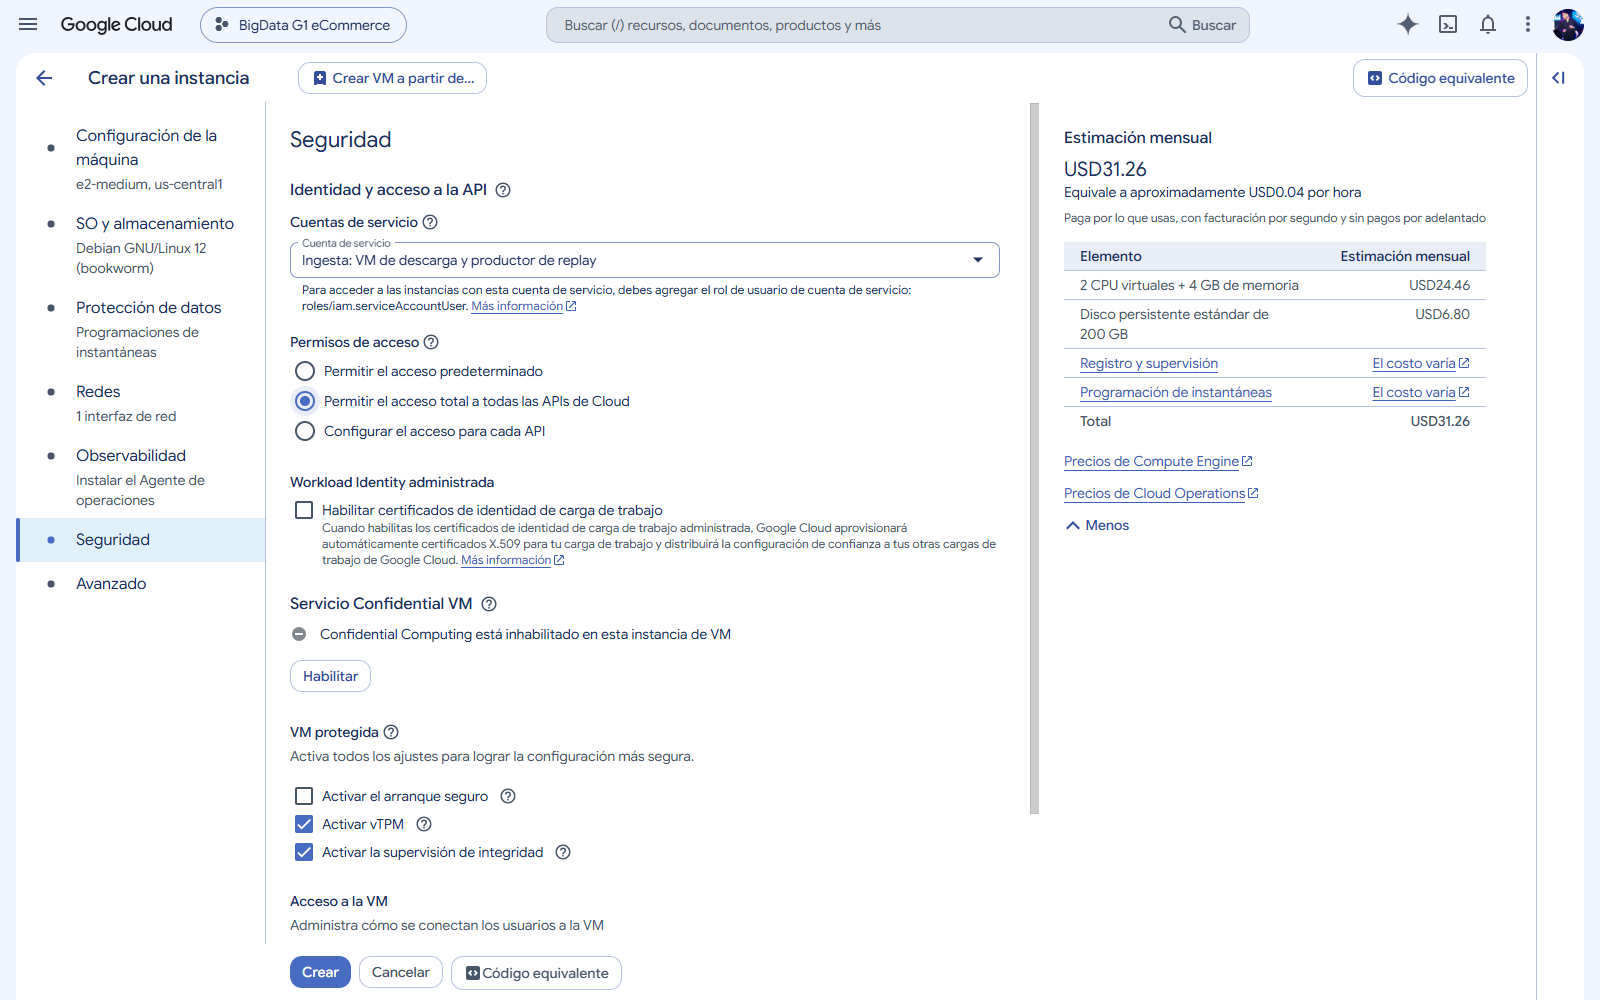 Google Cloud
BigData G1 eCommerce
Buscar (/) recursos, documentos, productos y más
Buscar
Crear una instancia
Crear VM a partir de...
Código equivalente
Configuración de la
máquina
e2-medium, us-central1
SO y almacenamiento
Debian GNU/Linux 12
(bookworm)
Protección de datos
Programaciones de
instantáneas
Redes
1 interfaz de red
Observabilidad
Instalar el Agente de
operaciones
Seguridad
Avanzado
Seguridad
Identidad y acceso a la API
Cuentas de servicio
Cuenta de servicio
Ingesta: VM de descarga y productor de replay
Para acceder a las instancias con esta cuenta de servicio, debes agregar el rol de usuario de cuenta de servicio:
roles/iam.serviceAccountUser. Más información
Permisos de acceso
Permitir el acceso predeterminado
Permitir el acceso total a todas las APIs de Cloud
Configurar el acceso para cada API
Workload Identity administrada
Habilitar certificados de identidad de carga de trabajo
Cuando habilitas los certificados de identidad de carga de trabajo administrada, Google Cloud aprovisionará
automáticamente certificados X.509 para tu carga de trabajo y distribuirá la configuración de confianza a tus otras cargas de
trabajo de Google Cloud. Más información
Servicio Confidential VM
Confidential Computing está inhabilitado en esta instancia de VM
Habilitar
VM protegida
Activa todos los ajustes para lograr la configuración más segura.
Activar el arranque seguro
Activar vTPM
Activar la supervisión de integridad
Acceso a la VM
Administra cómo se conectan los usuarios a la VM
Crear
Cancelar
Código equivalente
Estimación mensual
USD31.26
Equivale a aproximadamente USD0.04 por hora
Paga por lo que usas, con facturación por segundo y sin pagos por adelantado
Elemento Estimación mensual
2 CPU virtuales + 4 GB de memoria USD24.46
Disco persistente estándar de USD6.80
200 GB
Registro y supervisión El costo varía
Programación de instantáneas El costo varía
Total USD31.26
Precios de Compute Engine
Precios de Cloud Operations
Menos